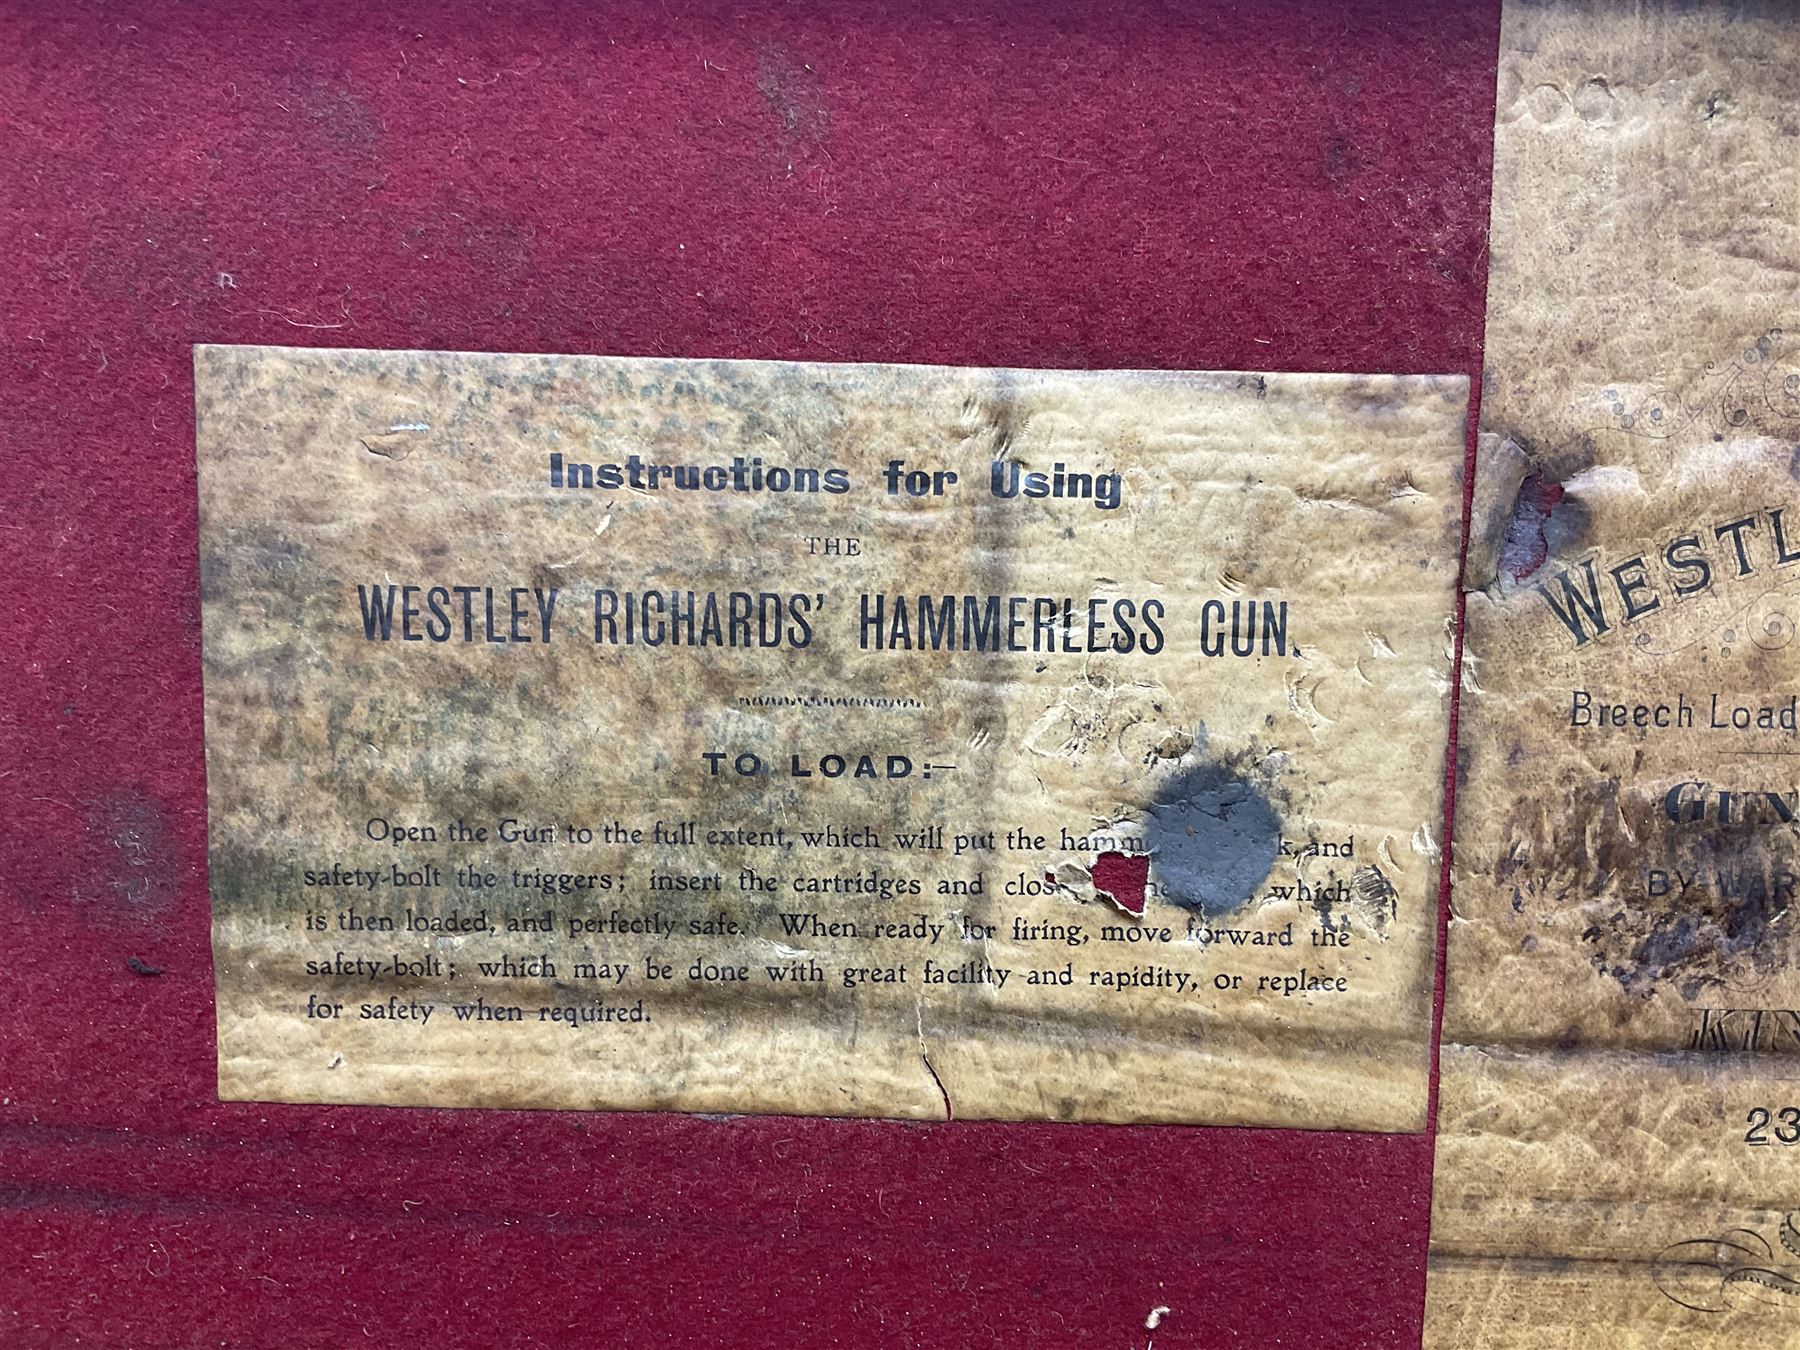 Instructions for Using
THE
WESTLEY RICHARDS' HAMMERLESS GUN.
TO LOAD:—
Open the Gun to the full extent, which will put the hamm k, and
safety-bolt the triggers; insert the cartridges and clos which
is then loaded, and perfectly safe. When ready for firing, move forward the
safety-bolt; which may be done with great facility and rapidity, or replace
for safety when required.
WESTL
Breech Load
GUN
BY WAR
KIN
23